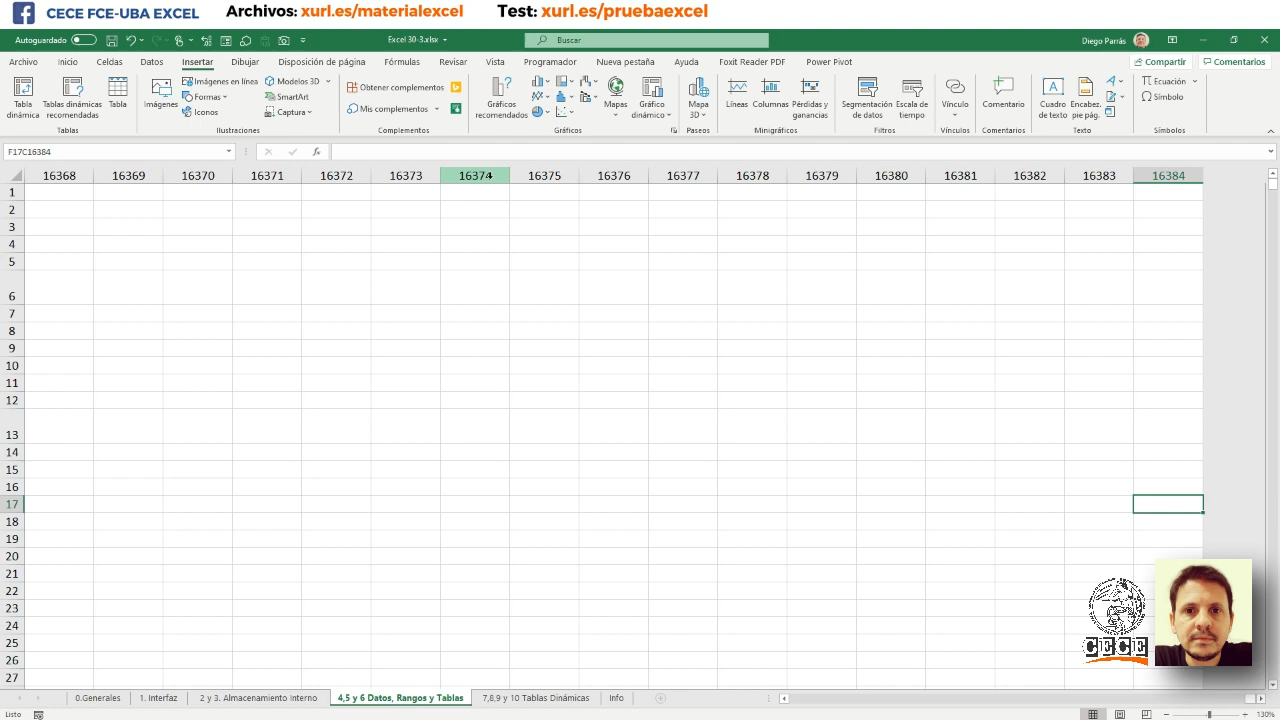 CECE FCE-UBA EXCEL Archivos: xurl.es/materialexcel Test: xurl.es/pruebaexcel
Autoguardado Excel 30-3.xlsx Buscar Diego Parrás
Archivo Inicio Celdas Datos Insertar Dibujar Disposición de página Fórmulas Revisar Vista Programador Nueva pestaña Ayuda Foxit Reader PDF Power Pivot Compartir Comentarios
Tabla dinámica
Tablas dinámicas recomendadas
Tabla
Tablas
Imágenes
Imágenes en línea
Formas
Iconos
Modelos 3D
SmartArt
Captura
Ilustraciones
Obtener complementos
Mis complementos
Complementos
Gráficos recomendados
Mapas
Gráfico dinámico
Gráficos
Mapa 3D
Paseos
Líneas
Columnas
Pérdidas y ganancias
Minigráficos
Segmentación de datos
Escala de tiempo
Filtros
Vínculo
Vínculos
Comentario
Comentarios
Cuadro de texto
Encabez. pie pág.
Texto
Ecuación
Símbolo
Símbolos
F17C16384 fx
16368 16369 16370 16371 16372 16373 16374 16375 16376 16377 16378 16379 16380 16381 16382 16383 16384
1
2
3
4
5
6
7
8
9
10
11
12
13
14
15
16
17
18
19
20
21
22
23
24
25
26
27
CECE
0.Generales 1. Interfaz 2 y 3. Almacenamiento Interno 4,5 y 6 Datos, Rangos y Tablas 7,8,9 y 10 Tablas Dinámicas Info
Listo 130%